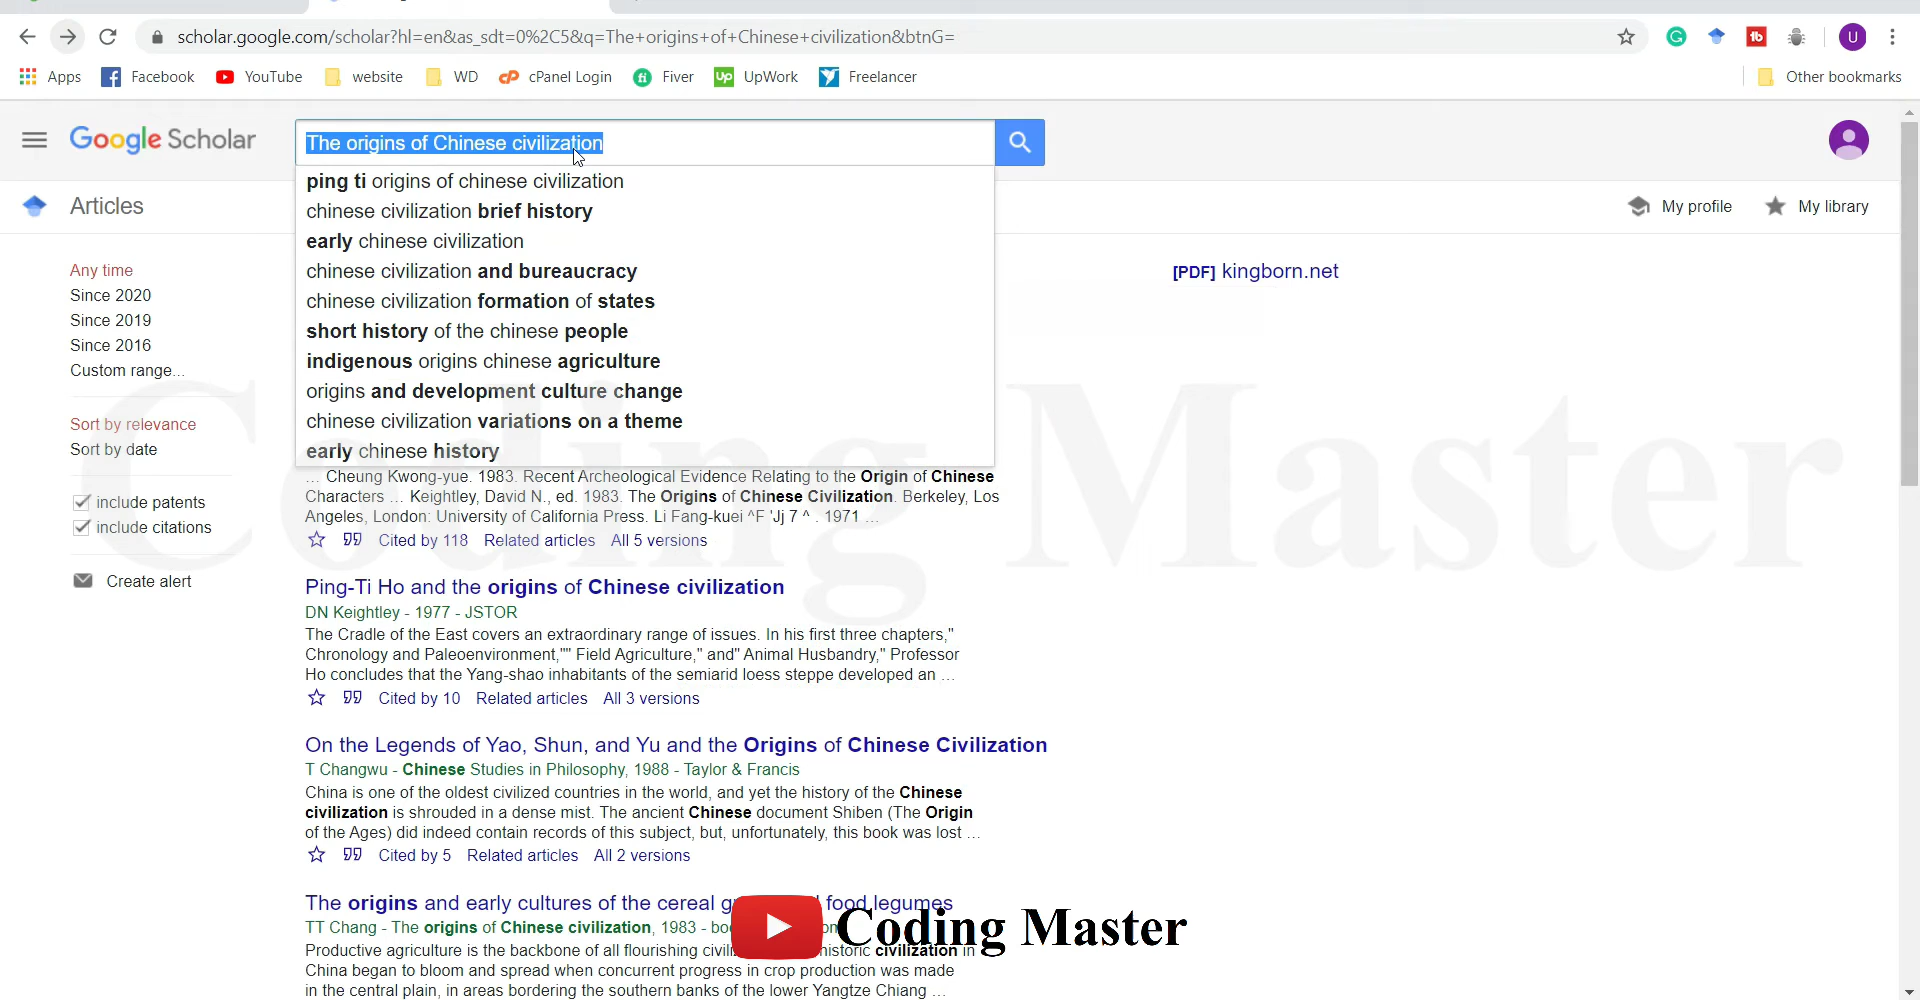 scholar.google.com/scholar?hl=en&as_sdt=0%2C5&q=The+origins+of+Chinese+civilization&btnG=
Apps Facebook YouTube website WD cPanel Login Fiver UpWork Freelancer Other bookmarks
Google Scholar
The origins of Chinese civilization
ping ti origins of chinese civilization
chinese civilization brief history
early chinese civilization
chinese civilization and bureaucracy
chinese civilization formation of states
short history of the chinese people
indigenous origins chinese agriculture
origins and development culture change
chinese civilization variations on a theme
early chinese history
Articles
My profile My library
Any time
Since 2020
Since 2019
Since 2016
Custom range...
Sort by relevance
Sort by date
include patents
include citations
Create alert
[PDF] kingborn.net
... Cheung Kwong-yue. 1983. Recent Archeological Evidence Relating to the Origin of Chinese
Characters ... Keightley, David N., ed. 1983. The Origins of Chinese Civilization. Berkeley, Los
Angeles, London: University of California Press. Li Fang-kuei ^F 'Jj 7 ^ . 1971 ...
Cited by 118 Related articles All 5 versions
Ping-Ti Ho and the origins of Chinese civilization
DN Keightley - 1977 - JSTOR
The Cradle of the East covers an extraordinary range of issues. In his first three chapters,"
Chronology and Paleoenvironment,"" Field Agriculture," and" Animal Husbandry," Professor
Ho concludes that the Yang-shao inhabitants of the semiarid loess steppe developed an ...
Cited by 10 Related articles All 3 versions
On the Legends of Yao, Shun, and Yu and the Origins of Chinese Civilization
T Changwu - Chinese Studies in Philosophy, 1988 - Taylor & Francis
China is one of the oldest civilized countries in the world, and yet the history of the Chinese
civilization is shrouded in a dense mist. The ancient Chinese document Shiben (The Origin
of the Ages) did indeed contain records of this subject, but, unfortunately, this book was lost ...
Cited by 5 Related articles All 2 versions
The origins and early cultures of the cereal food legumes
TT Chang - The origins of Chinese civilization, 1983
Productive agriculture is the backbone of all flourishing civilization in
China began to bloom and spread when concurrent progress in crop production was made
in the central plain, in areas bordering the southern banks of the lower Yangtze Chiang ...
Coding Master
Coding Master